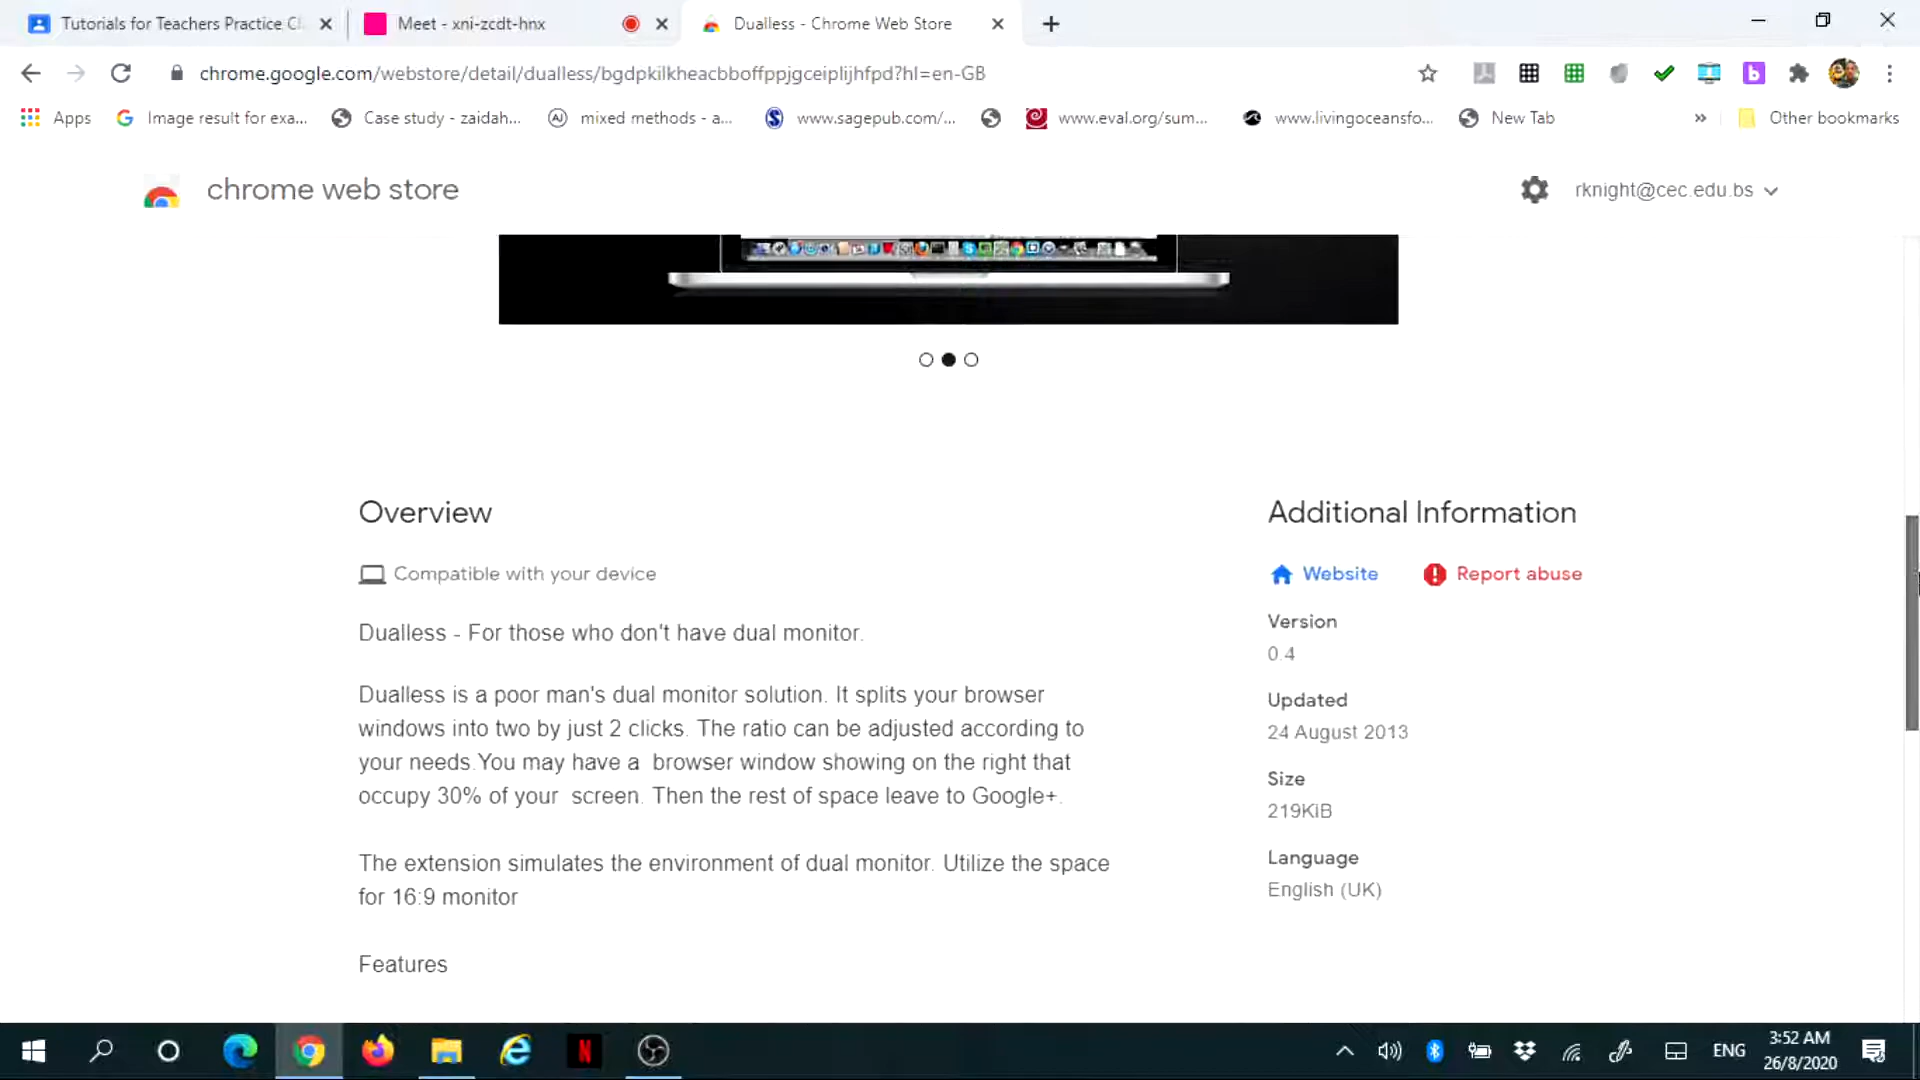 Tutorials for Teachers Practice Cl
Meet - xni-zcdt-hnx
Dualless - Chrome Web Store
chrome.google.com/webstore/detail/dualless/bgdpkilkheacbboffppjgceiplijhfpd?hl=en-GB
Apps
Image result for exa...
Case study - zaidah...
mixed methods - a...
www.sagepub.com/...
www.eval.org/sum...
www.livingoceansfo...
New Tab
Other bookmarks
chrome web store
rknight@cec.edu.bs
Overview
Compatible with your device
Dualless - For those who don't have dual monitor.
Dualless is a poor man's dual monitor solution. It splits your browser
windows into two by just 2 clicks. The ratio can be adjusted according to
your needs.You may have a  browser window showing on the right that
occupy 30% of your  screen. Then the rest of space leave to Google+.
The extension simulates the environment of dual monitor. Utilize the space
for 16:9 monitor
Features
Additional Information
Website
Report abuse
Version
0.4
Updated
24 August 2013
Size
219KiB
Language
English (UK)
ENG
3:52 AM
26/8/2020